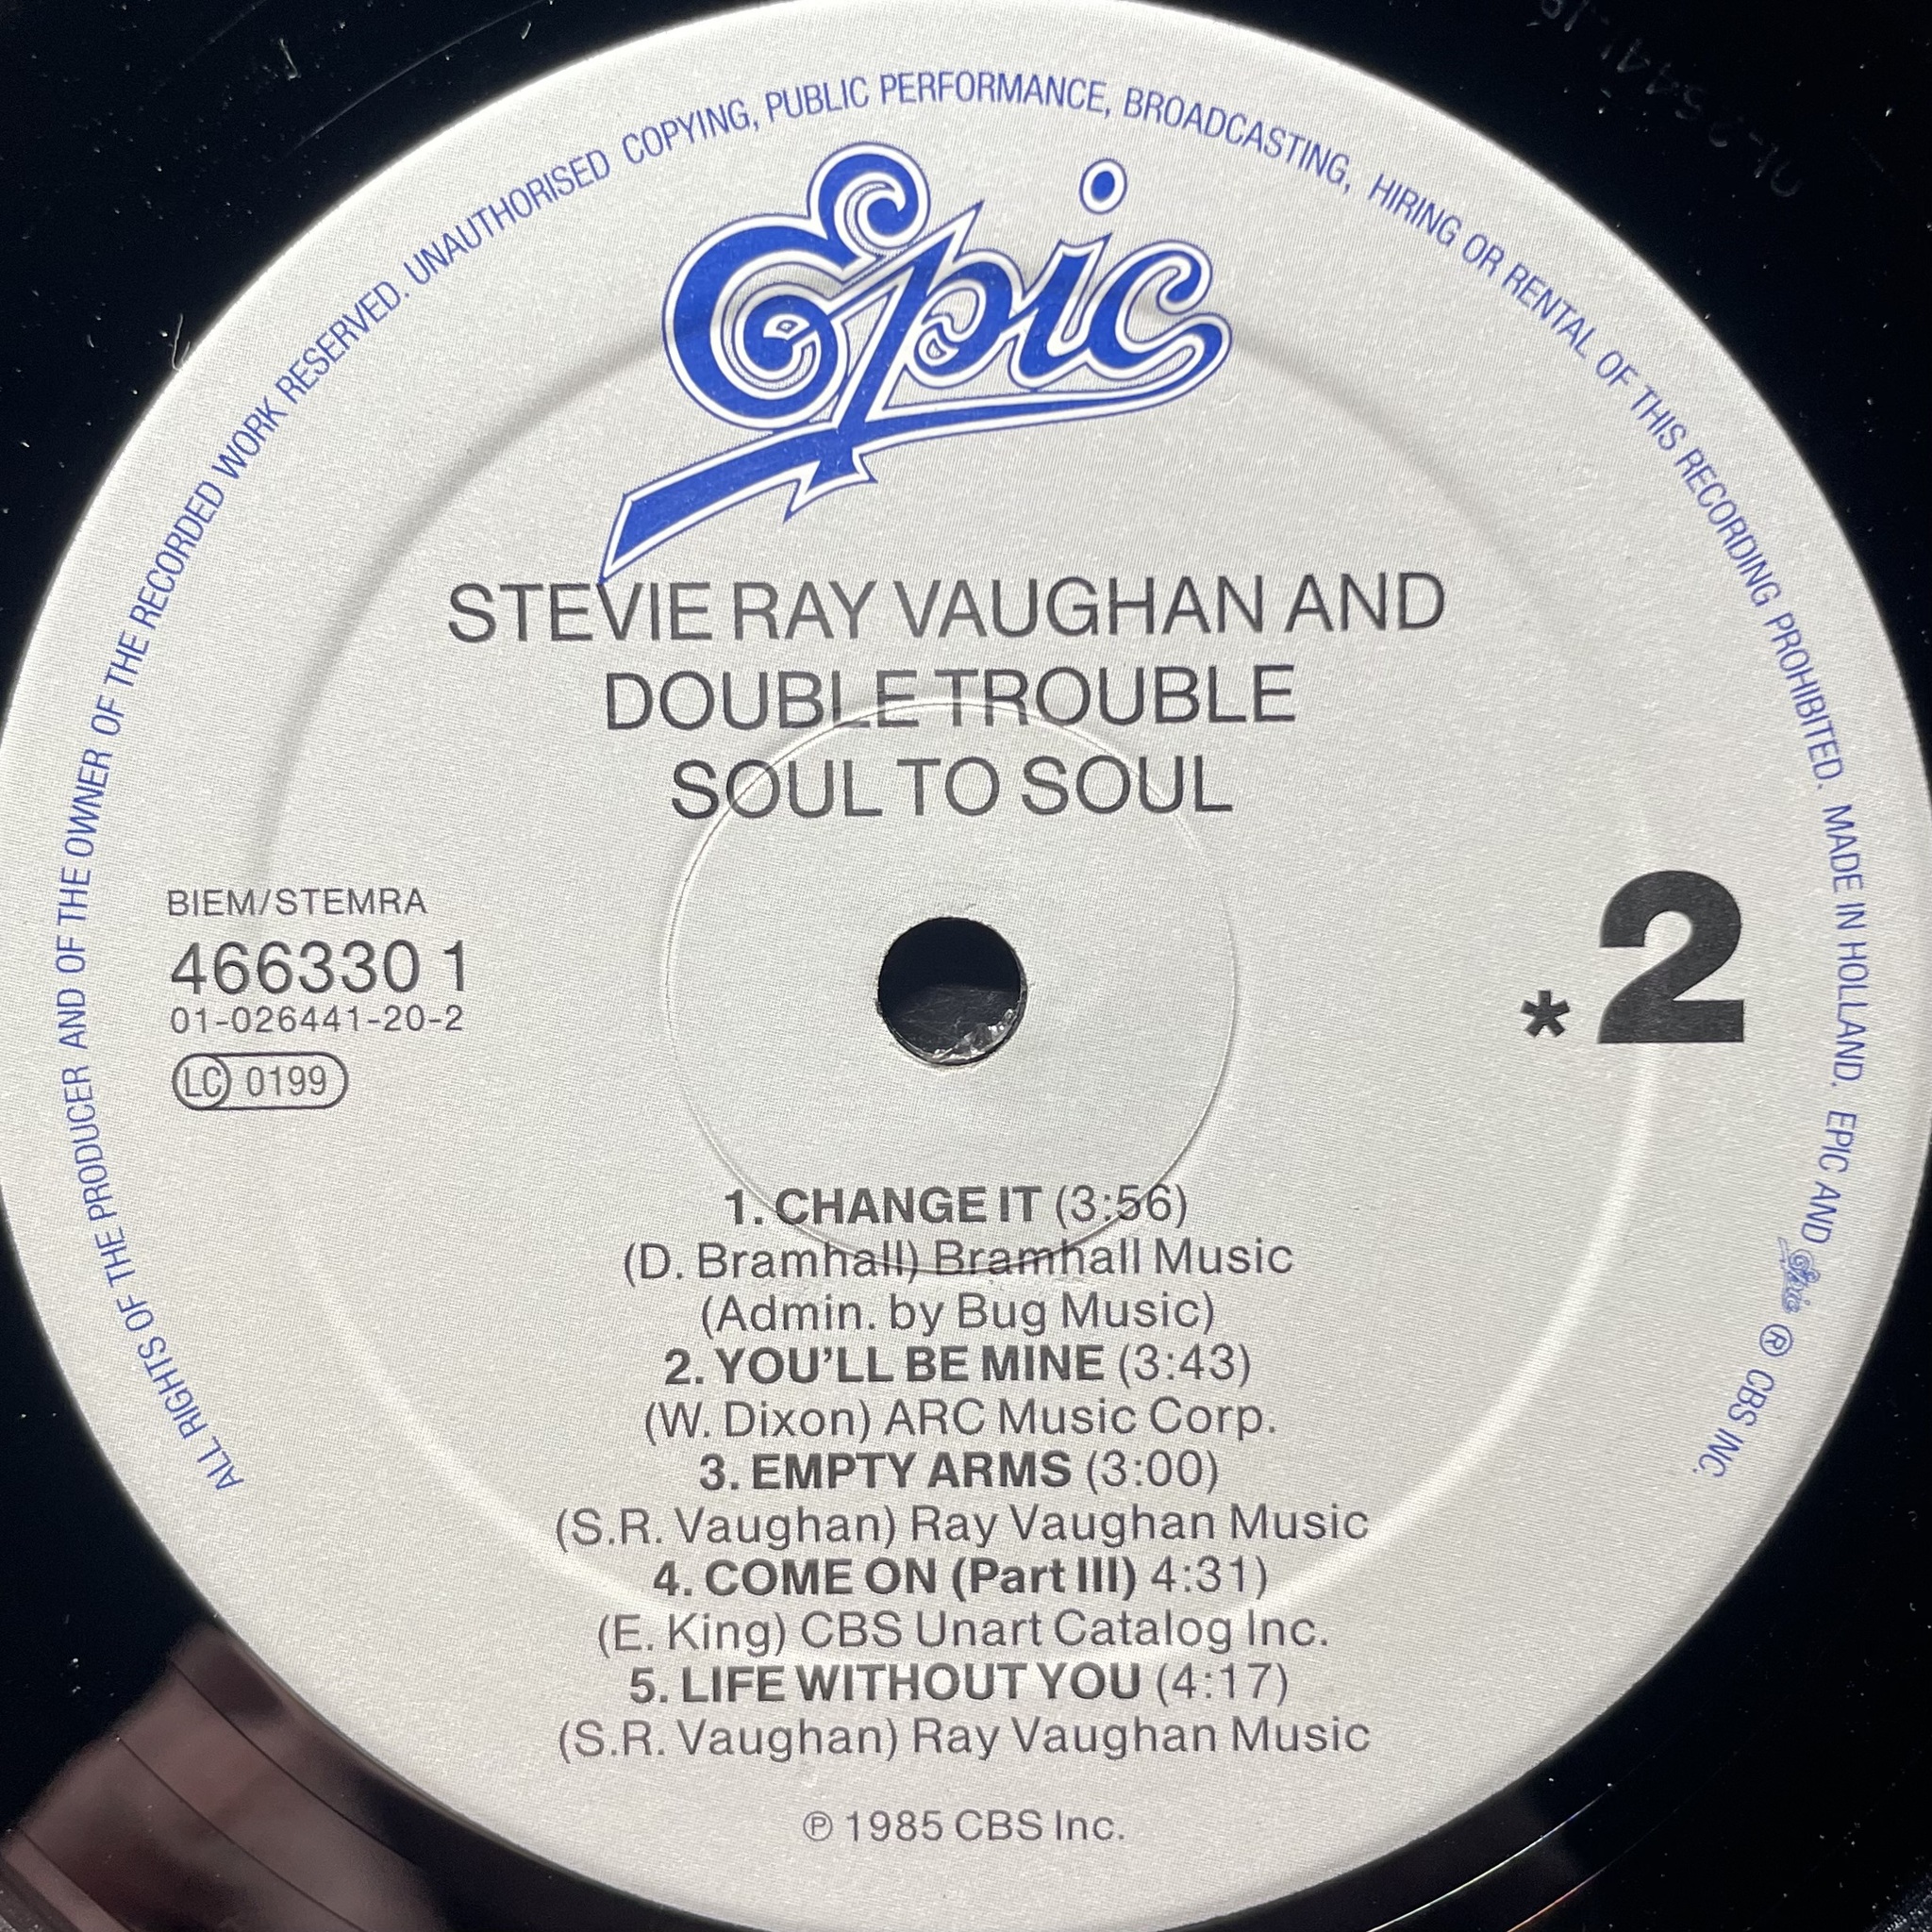 ALL RIGHTS OF THE PRODUCER AND OF THE OWNER OF THE RECORDED WORK RESERVED. UNAUTHORISED COPYING, PUBLIC PERFORMANCE, BROADCASTING, HIRING OR RENTAL OF THIS RECORDING PROHIBITED. MADE IN HOLLAND. EPIC AND Epic ® CBS INC.
Epic
STEVIE RAY VAUGHAN AND
DOUBLE TROUBLE
SOUL TO SOUL
BIEM/STEMRA
466330 1
01-026441-20-2
LC 0199
*2
1. CHANGE IT (3:56)
(D. Bramhall) Bramhall Music
(Admin. by Bug Music)
2. YOU'LL BE MINE (3:43)
(W. Dixon) ARC Music Corp.
3. EMPTY ARMS (3:00)
(S.R. Vaughan) Ray Vaughan Music
4. COME ON (Part III) 4:31)
(E. King) CBS Unart Catalog Inc.
5. LIFE WITHOUT YOU (4:17)
(S.R. Vaughan) Ray Vaughan Music
℗ 1985 CBS Inc.